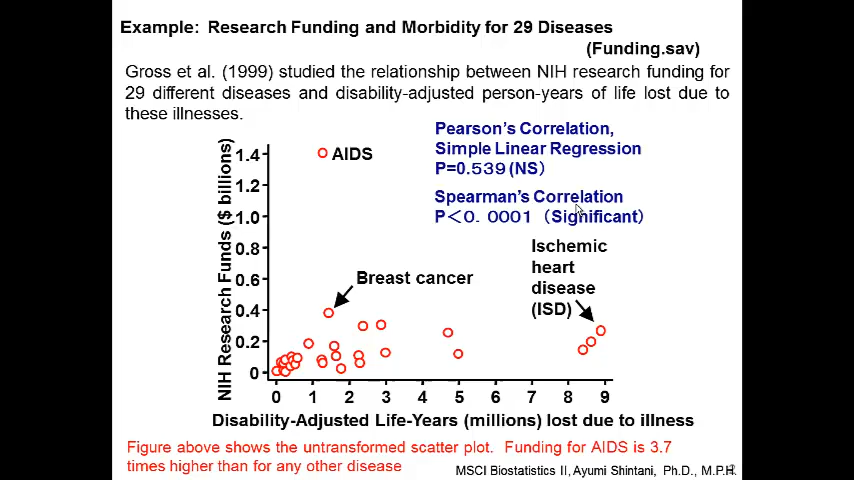 Example: Research Funding and Morbidity for 29 Diseases
(Funding.sav)
Gross et al. (1999) studied the relationship between NIH research funding for
29 different diseases and disability-adjusted person-years of life lost due to
these illnesses.
Pearson's Correlation,
Simple Linear Regression
P=0.539(NS)
Spearman's Correlation
P＜0.0001 (Significant)
NIH Research Funds ($ billions)
1.4
1.2
1.0
0.8
0.6
0.4
0.2
0
AIDS
Breast cancer
Ischemic
heart
disease
(ISD)
0 1 2 3 4 5 6 7 8 9
Disability-Adjusted Life-Years (millions) lost due to illness
Figure above shows the untransformed scatter plot. Funding for AIDS is 3.7
times higher than for any other disease
MSCI Biostatistics II, Ayumi Shintani, Ph.D., M.P.H.